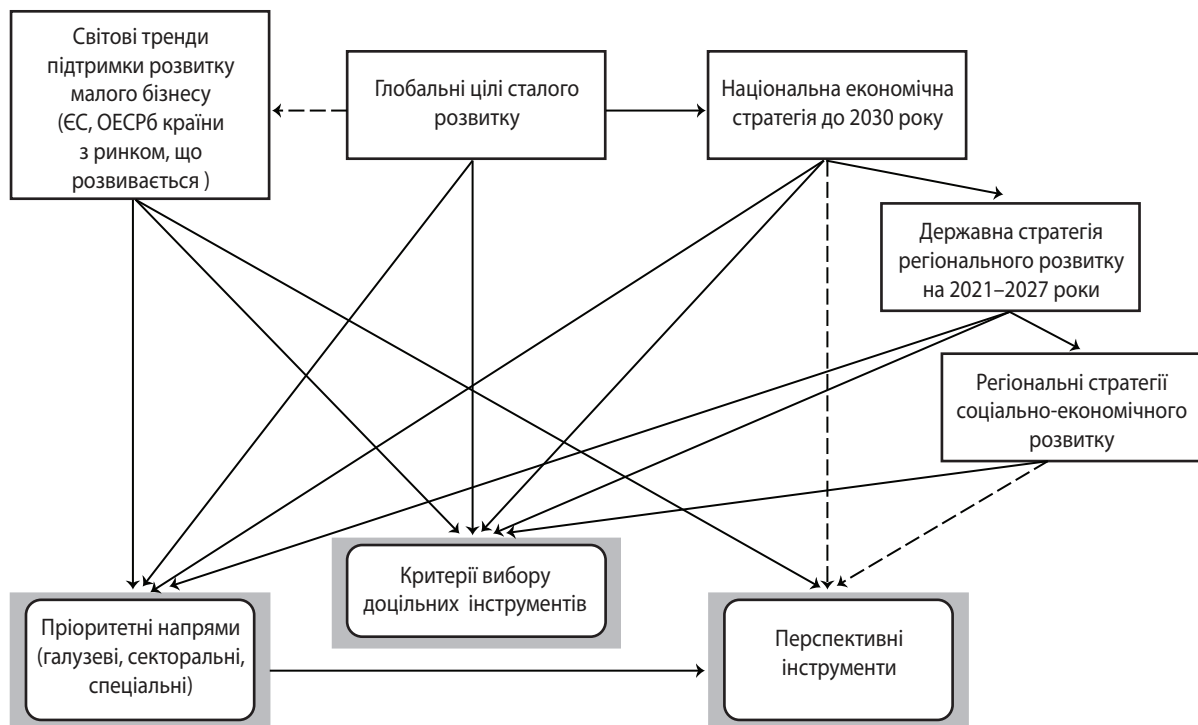 Світові тренди
підтримки розвитку
малого бізнесу
(ЄС, ОЕСРб країни
з ринком, що
розвивається )
Глобальні цілі сталого
розвитку
Національна економічна
стратегія до 2030 року
Державна стратегія
регіонального розвитку
на 2021–2027 роки
Регіональні стратегії
соціально-економічного
розвитку
Критерії вибору
доцільних інструментів
Пріоритетні напрями
(галузеві, секторальні,
спеціальні)
Перспективні
інструменти